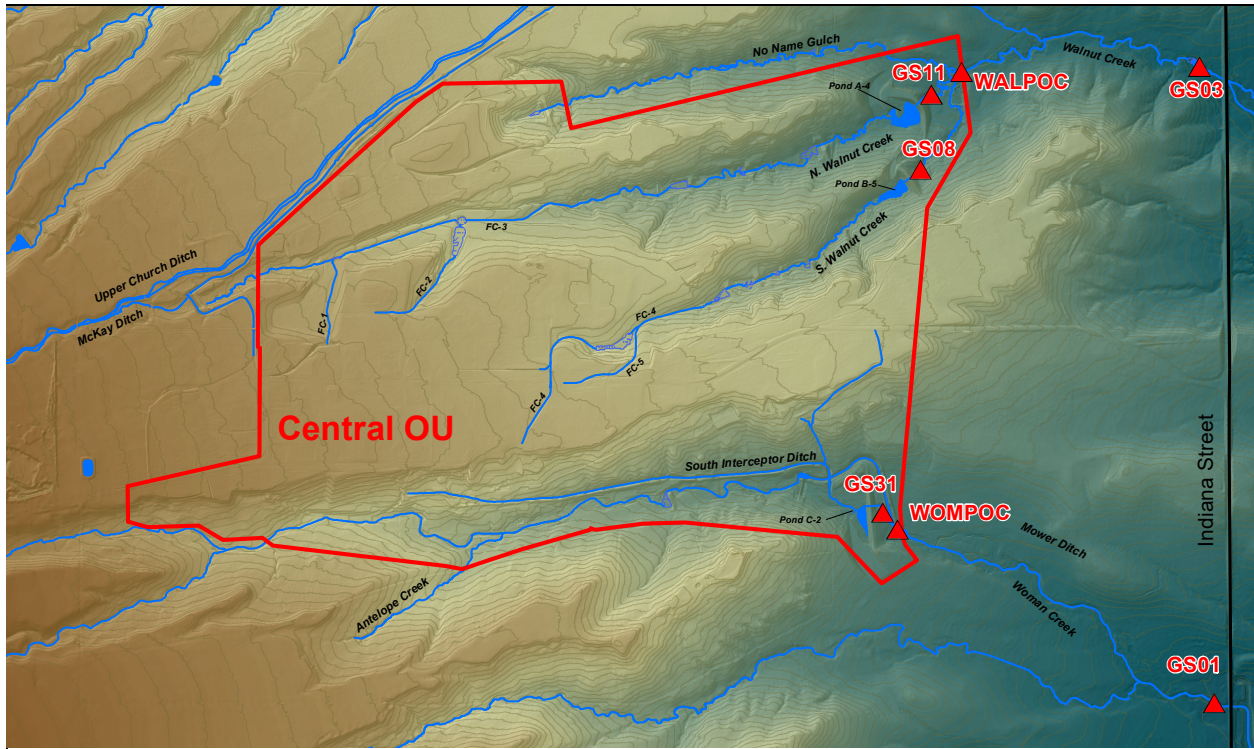 No Name Gulch
Walnut Creek
GS11
WALPOC
GS03
Pond A-4
N. Walnut Creek
GS08
Pond B-5
S. Walnut Creek
FC-3
Upper Church Ditch
FC-2
McKay Ditch
FC-1
FC-4
FC-5
FC-4
Central OU
South Interceptor Ditch
GS31
Pond C-2
WOMPOC
Mower Ditch
Indiana Street
Antelope Creek
Woman Creek
GS01